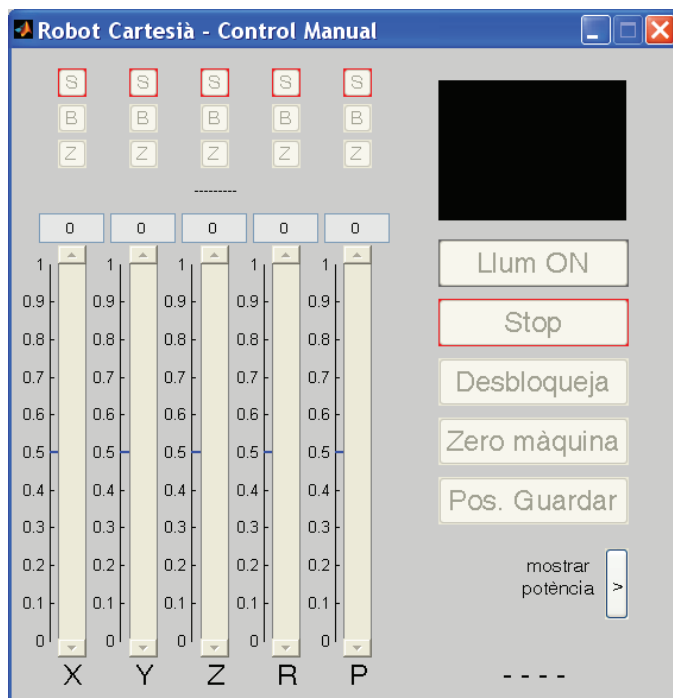 Robot Cartesià - Control Manual
S S S S S
B B B B B
Z Z Z Z Z
---------
0 0 0 0 0
1 1 1 1 1
0.9 0.9 0.9 0.9 0.9
0.8 0.8 0.8 0.8 0.8
0.7 0.7 0.7 0.7 0.7
0.6 0.6 0.6 0.6 0.6
0.5 0.5 0.5 0.5 0.5
0.4 0.4 0.4 0.4 0.4
0.3 0.3 0.3 0.3 0.3
0.2 0.2 0.2 0.2 0.2
0.1 0.1 0.1 0.1 0.1
0 0 0 0 0
X Y Z R P
Llum ON
Stop
Desbloqueja
Zero màquina
Pos. Guardar
mostrar
potència >
- - - -